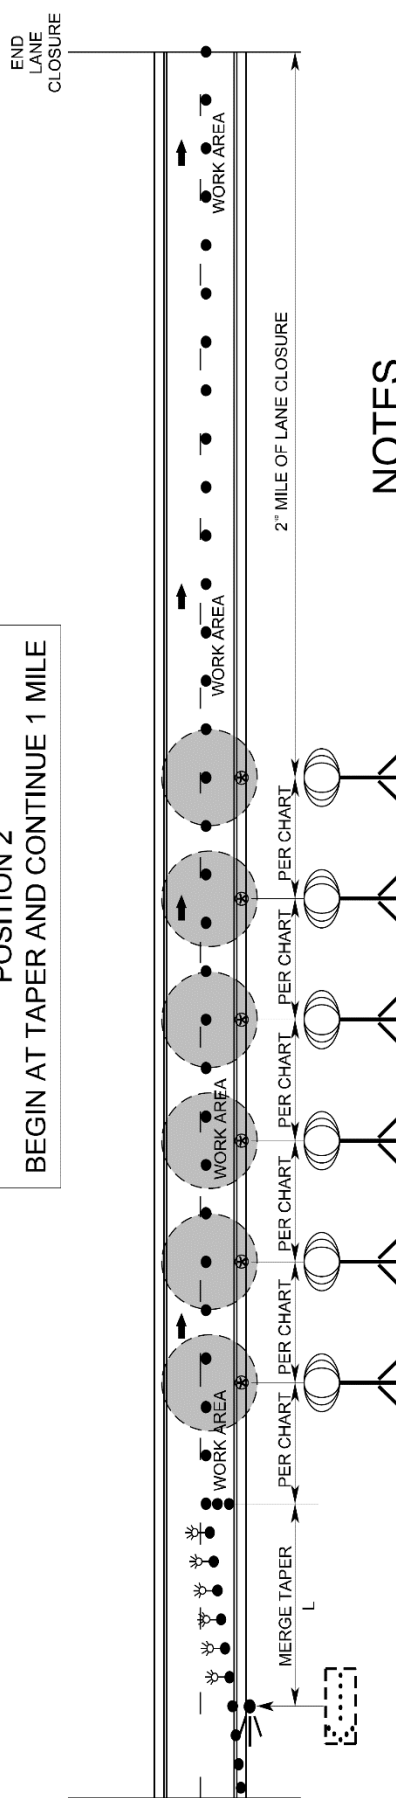 END
LANE
CLOSURE
WORK AREA
2ND MILE OF LANE CLOSURE
NOTES
WORK AREA
POSITION 2
BEGIN AT TAPER AND CONTINUE 1 MILE
PER CHART
PER CHART
PER CHART
WORK AREA
PER CHART
PER CHART
PER CHART
WORK AREA
MERGE TAPER
L